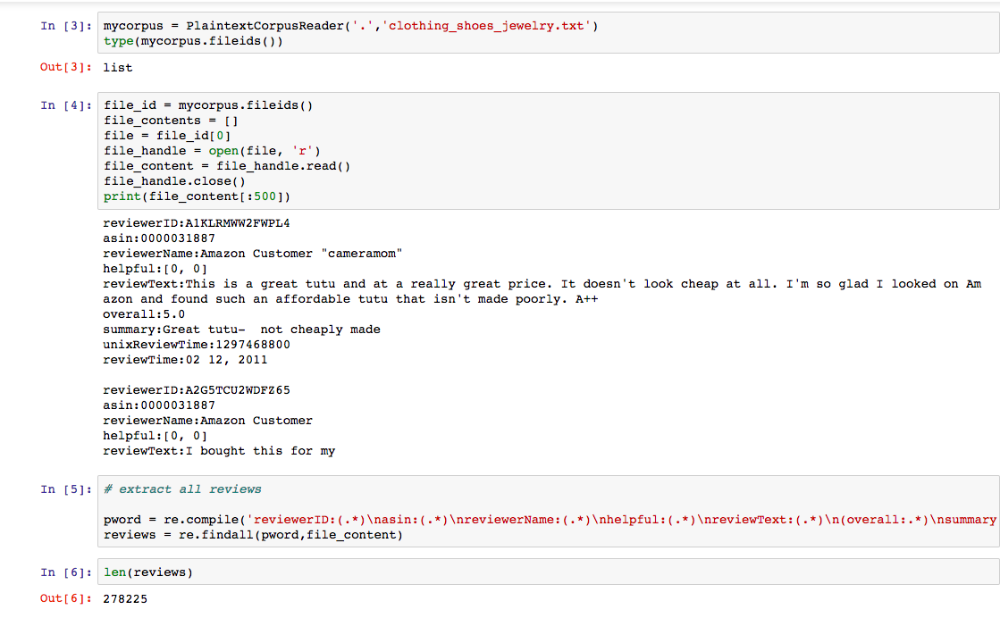 In [3]: mycorpus = PlaintextCorpusReader('.','clothing_shoes_jewelry.txt')
type(mycorpus.fileids())
Out[3]: list
In [4]: file_id = mycorpus.fileids()
file_contents = []
file = file_id[0]
file_handle = open(file, 'r')
file_content = file_handle.read()
file_handle.close()
print(file_content[:500])
reviewerID:A1KLRMWW2FWPL4
asin:0000031887
reviewerName:Amazon Customer "cameramom"
helpful:[0, 0]
reviewText:This is a great tutu and at a really great price. It doesn't look cheap at all. I'm so glad I looked on Am
azon and found such an affordable tutu that isn't made poorly. A++
overall:5.0
summary:Great tutu-  not cheaply made
unixReviewTime:1297468800
reviewTime:02 12, 2011

reviewerID:A2G5TCU2WDFZ65
asin:0000031887
reviewerName:Amazon Customer
helpful:[0, 0]
reviewText:I bought this for my
In [5]: # extract all reviews

pword = re.compile('reviewerID:(.*)\nasin:(.*)\nreviewerName:(.*)\nhelpful:(.*)\nreviewText:(.*)\n(overall:.*)\nsummary
reviews = re.findall(pword,file_content)
In [6]: len(reviews)
Out[6]: 278225